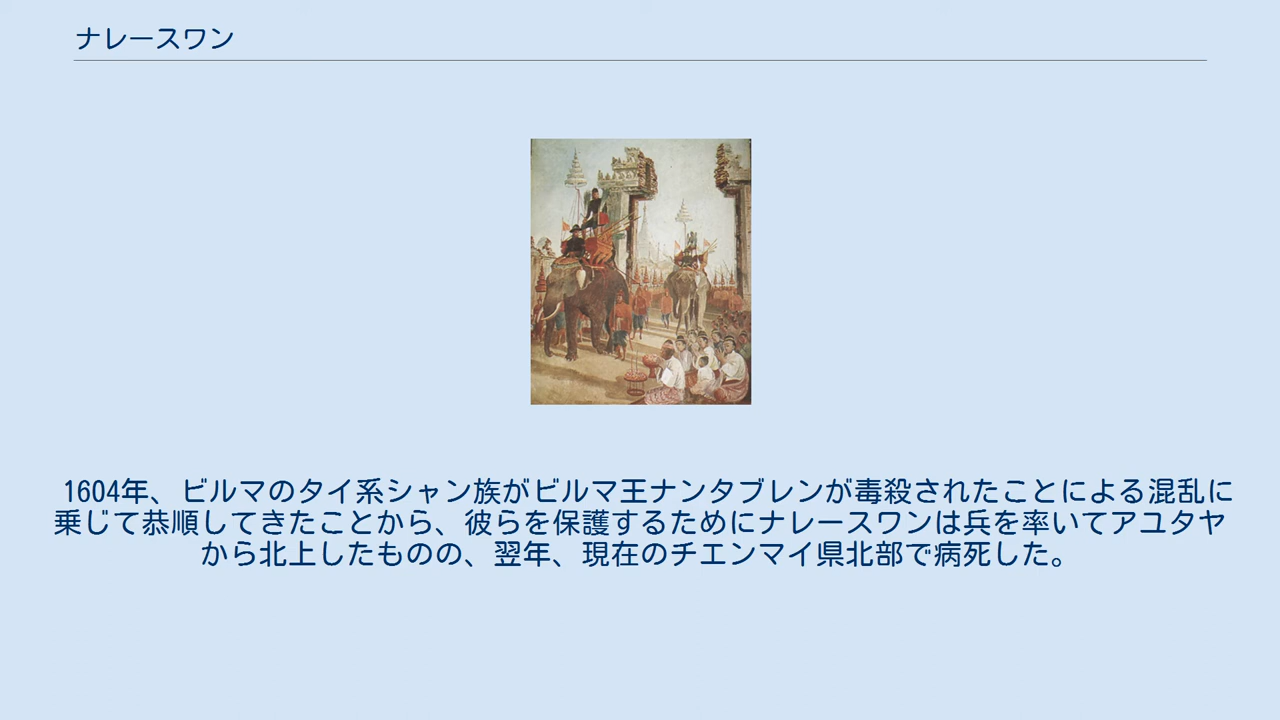 ナレースワン
1604年、ビルマのタイ系シャン族がビルマ王ナンタブレンが毒殺されたことによる混乱に
乗じて恭順してきたことから、彼らを保護するためにナレースワンは兵を率いてアユタヤ
から北上したものの、翌年、現在のチエンマイ県北部で病死した。